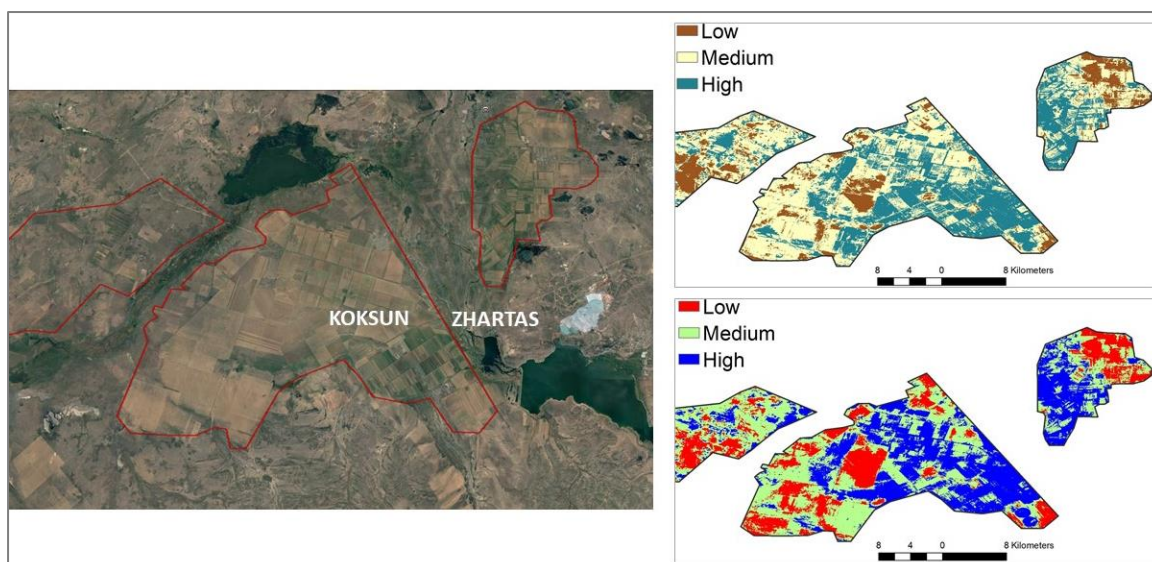 KOKSUN ZHARTAS
Low
Medium
High
8 4 0 8 Kilometers
Low
Medium
High
8 4 0 8 Kilometers